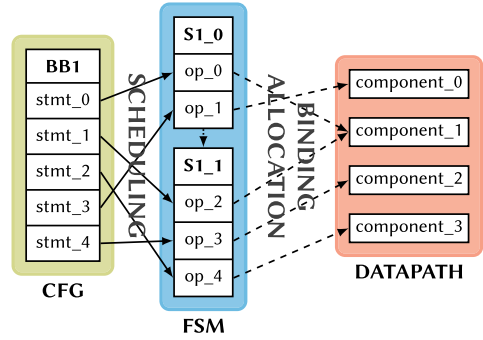 BB1
stmt_0
stmt_1
stmt_2
stmt_3
stmt_4
CFG
SCHEDULING
S1_0
op_0
op_1
S1_1
op_2
op_3
op_4
FSM
ALLOCATION
BINDING
component_0
component_1
component_2
component_3
DATAPATH